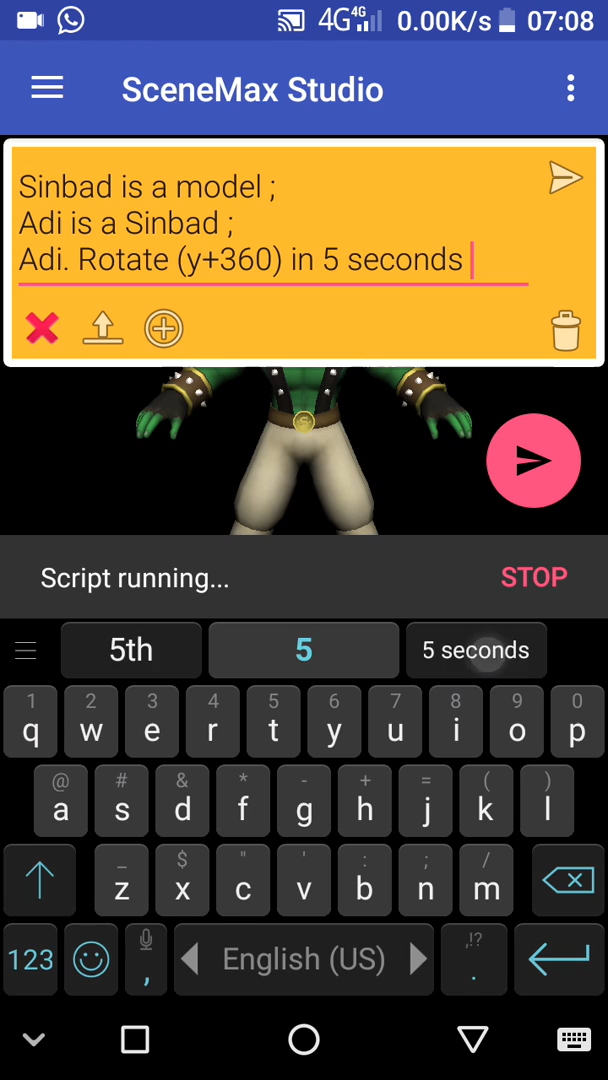 4G 4G 0.00K/s 07:08
SceneMax Studio
Sinbad is a model ;
Adi is a Sinbad ;
Adi. Rotate (y+360) in 5 seconds
S
Script running... STOP
5th 5 5 seconds
1 2 3 4 5 6 7 8 9 0
q w e r t y u i o p
@ # & * - + = ( )
a s d f g h j k l
_ $ " ' : ; /
z x c v b n m
123 , English (US) ,!? .